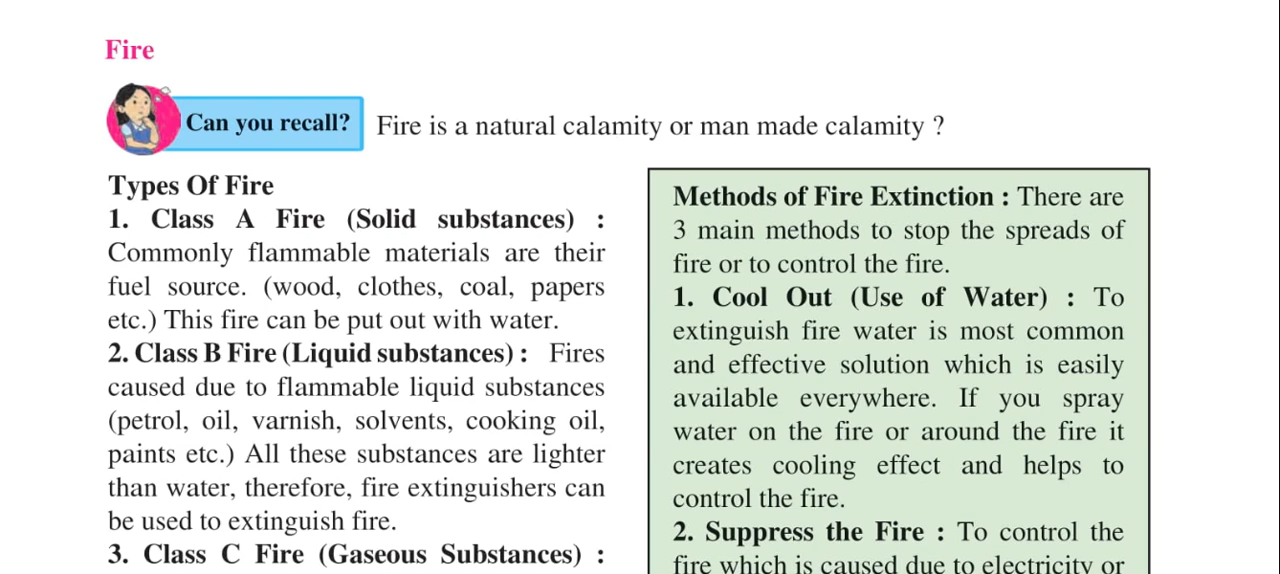 Fire
Can you recall? Fire is a natural calamity or man made calamity ?
Types Of Fire
1. Class A Fire (Solid substances) :
Commonly flammable materials are their
fuel source. (wood, clothes, coal, papers
etc.) This fire can be put out with water.
2. Class B Fire (Liquid substances) : Fires
caused due to flammable liquid substances
(petrol, oil, varnish, solvents, cooking oil,
paints etc.) All these substances are lighter
than water, therefore, fire extinguishers can
be used to extinguish fire.
3. Class C Fire (Gaseous Substances) :
Methods of Fire Extinction : There are
3 main methods to stop the spreads of
fire or to control the fire.
1. Cool Out (Use of Water) : To
extinguish fire water is most common
and effective solution which is easily
available everywhere. If you spray
water on the fire or around the fire it
creates cooling effect and helps to
control the fire.
2. Suppress the Fire : To control the
fire which is caused due to electricity or